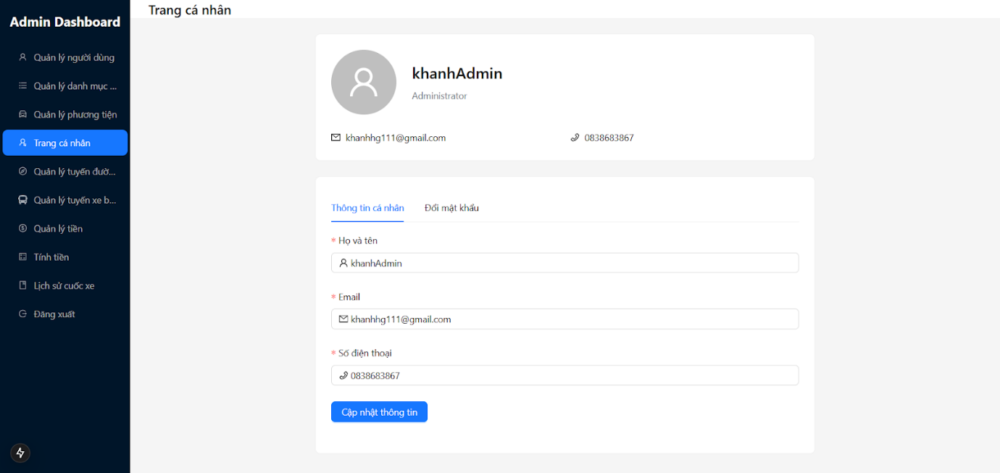 Admin Dashboard
Quản lý người dùng
Quản lý danh mục ...
Quản lý phương tiện
Trang cá nhân
Quản lý tuyến đườ...
Quản lý tuyến xe b...
Quản lý tiền
Tính tiền
Lịch sử cuốc xe
Đăng xuất
Trang cá nhân
khanhAdmin
Administrator
khanhhg111@gmail.com
0838683867
Thông tin cá nhân
Đổi mật khẩu
* Họ và tên
khanhAdmin
* Email
khanhhg111@gmail.com
* Số điện thoại
0838683867
Cập nhật thông tin